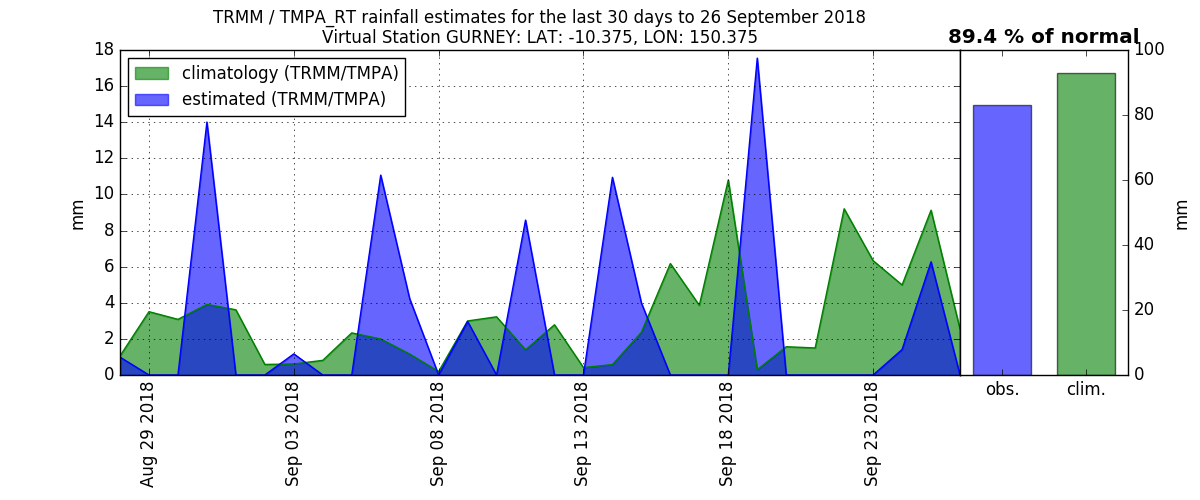 TRMM / TMPA_RT rainfall estimates for the last 30 days to 26 September 2018
Virtual Station GURNEY: LAT: -10.375, LON: 150.375
89.4 % of normal
climatology (TRMM/TMPA)
estimated (TRMM/TMPA)
mm
18
16
14
12
10
8
6
4
2
0
Aug 29 2018
Sep 03 2018
Sep 08 2018
Sep 13 2018
Sep 18 2018
Sep 23 2018
obs.
clim.
100
80
60
40
20
0
mm